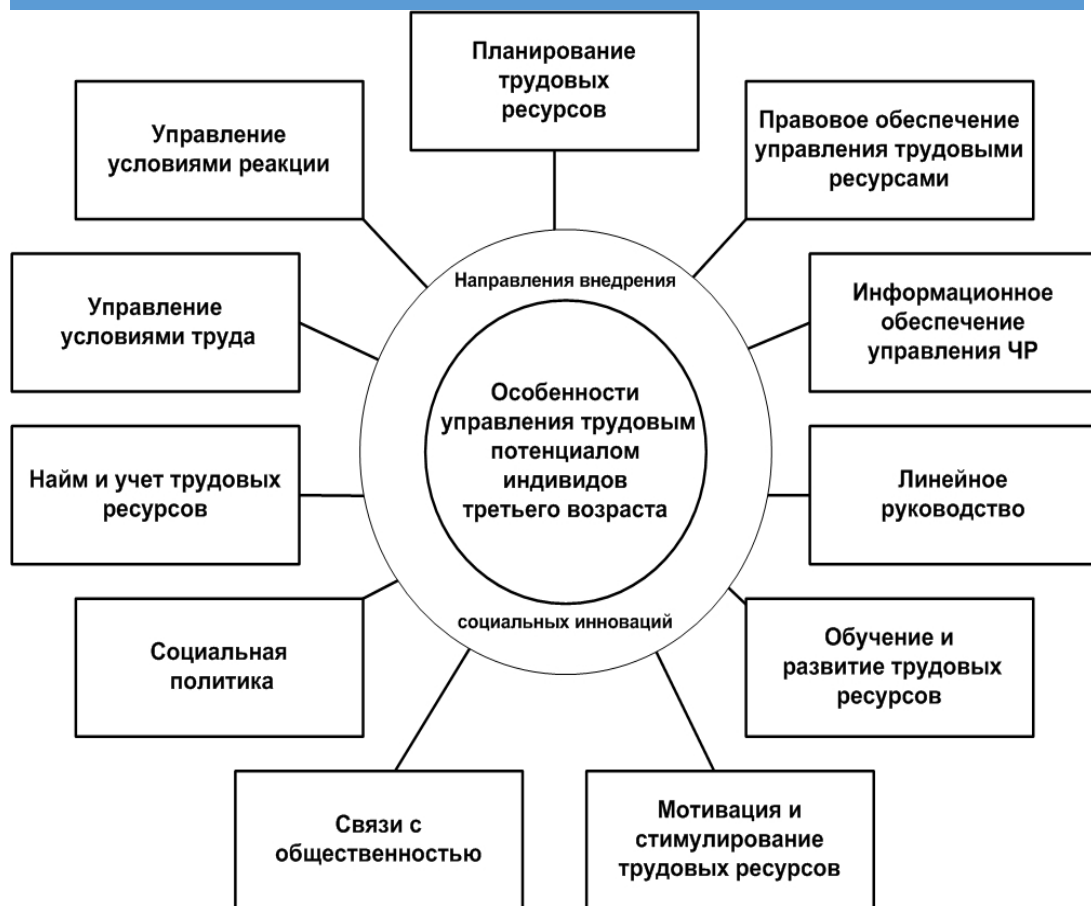 Планирование
трудовых
ресурсов
Управление
условиями реакции
Правовое обеспечение
управления трудовыми
ресурсами
Направления внедрения
Управление
условиями труда
Информационное
обеспечение
управления ЧР
Особенности
управления трудовым
потенциалом
индивидов
третьего возраста
Найм и учет трудовых
ресурсов
Линейное
руководство
социальных инноваций
Социальная
политика
Обучение и
развитие трудовых
ресурсов
Связи с
общественностью
Мотивация и
стимулирование
трудовых ресурсов